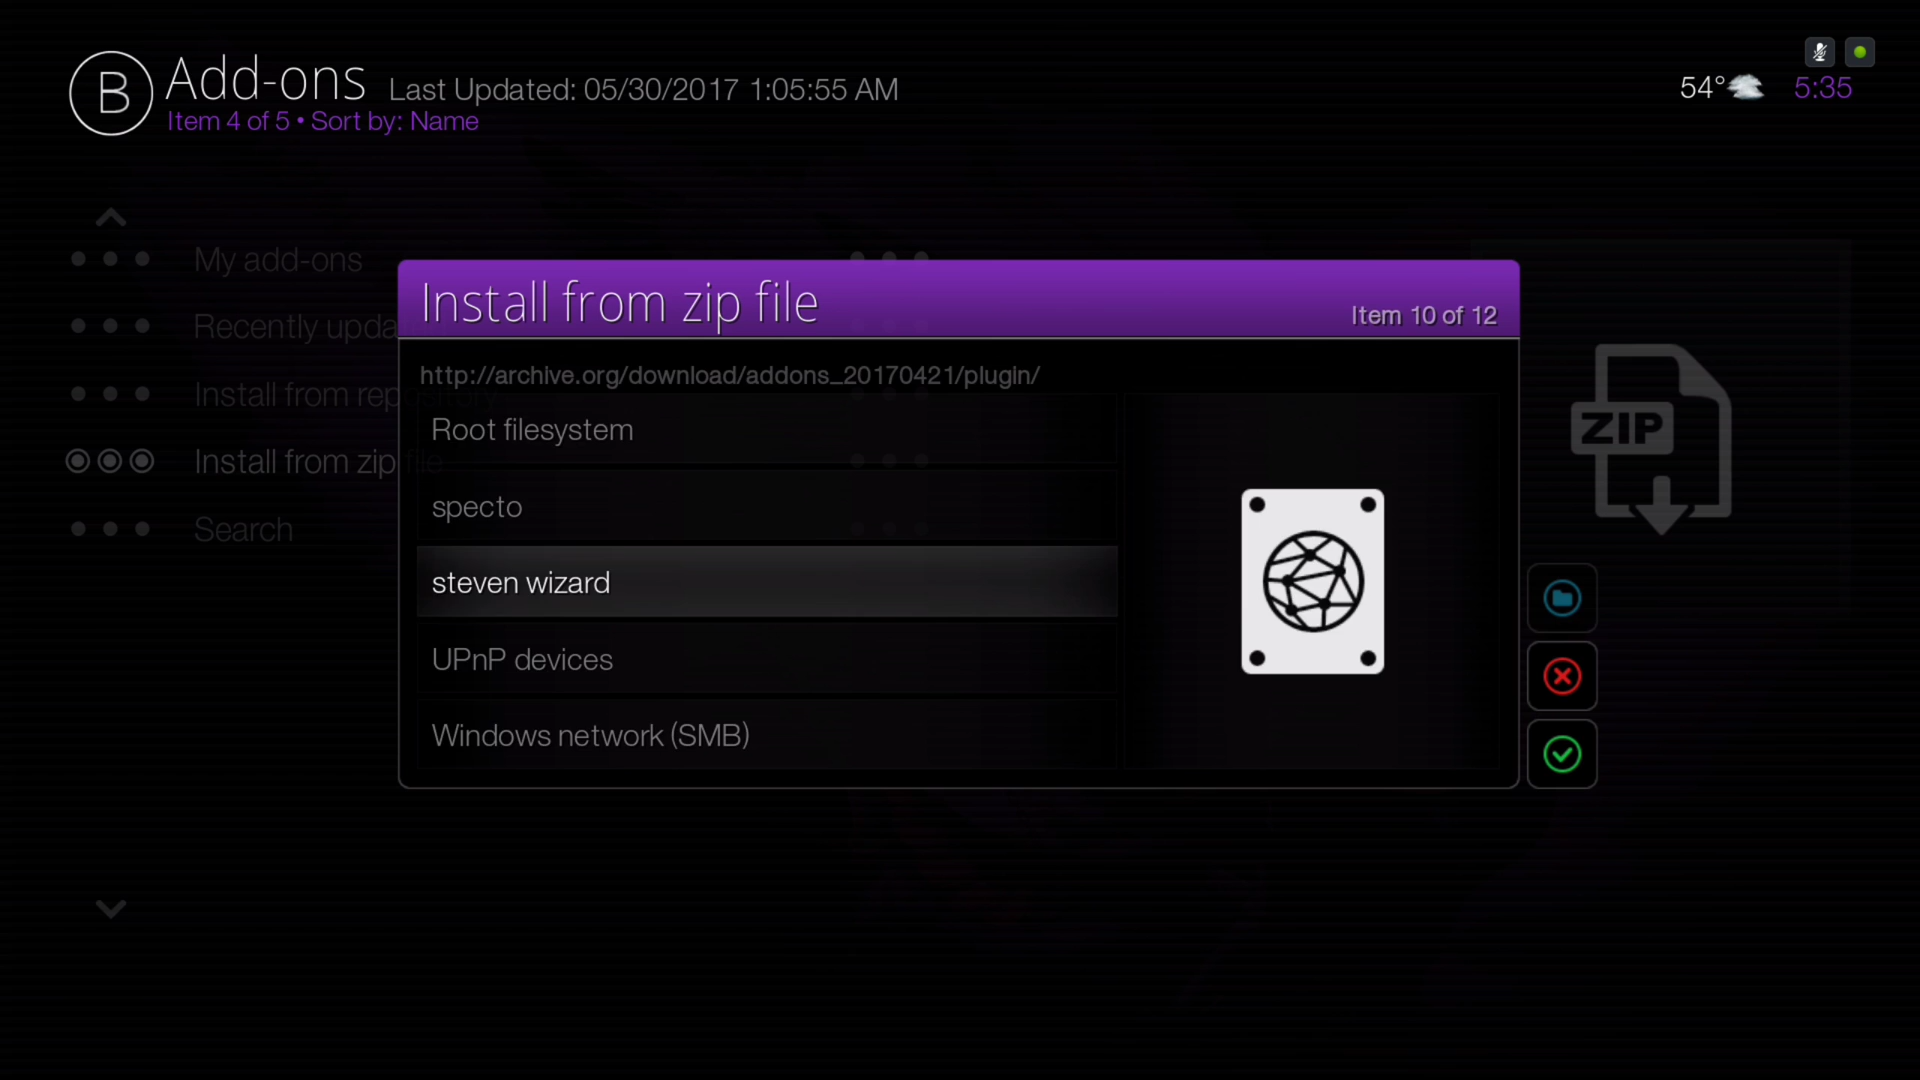 B
Add-ons Last Updated: 05/30/2017 1:05:55 AM
Item 4 of 5 • Sort by: Name
54° 5:35
My add-ons
Recently upda
Install from rep
Install from zip file
Search
Install from zip file
Item 10 of 12
http://archive.org/download/addons_20170421/plugin/
Root filesystem
specto
steven wizard
UPnP devices
Windows network (SMB)
ZIP